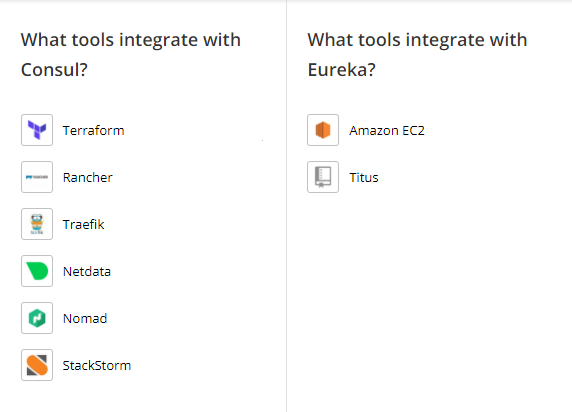 What tools integrate with
Consul?
Terraform
Rancher
Traefik
Netdata
Nomad
StackStorm
What tools integrate with
Eureka?
Amazon EC2
Titus